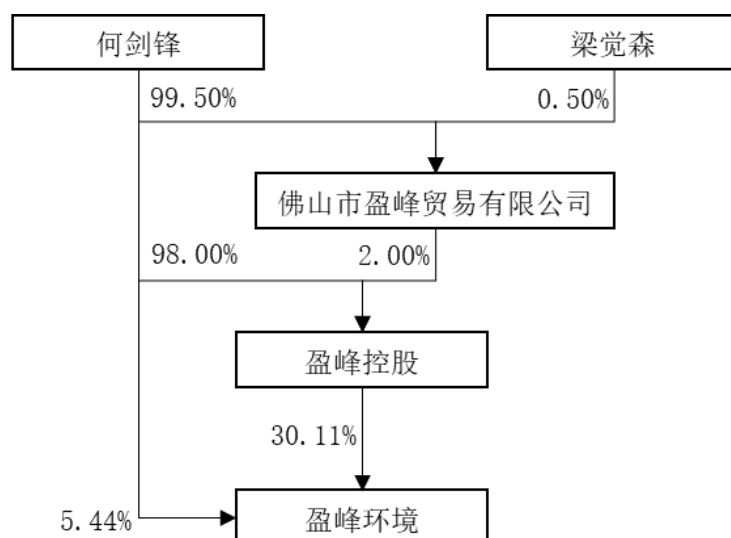 何剑锋
梁觉森
99.50%
0.50%
佛山市盈峰贸易有限公司
98.00%
2.00%
盈峰控股
30.11%
5.44%
盈峰环境